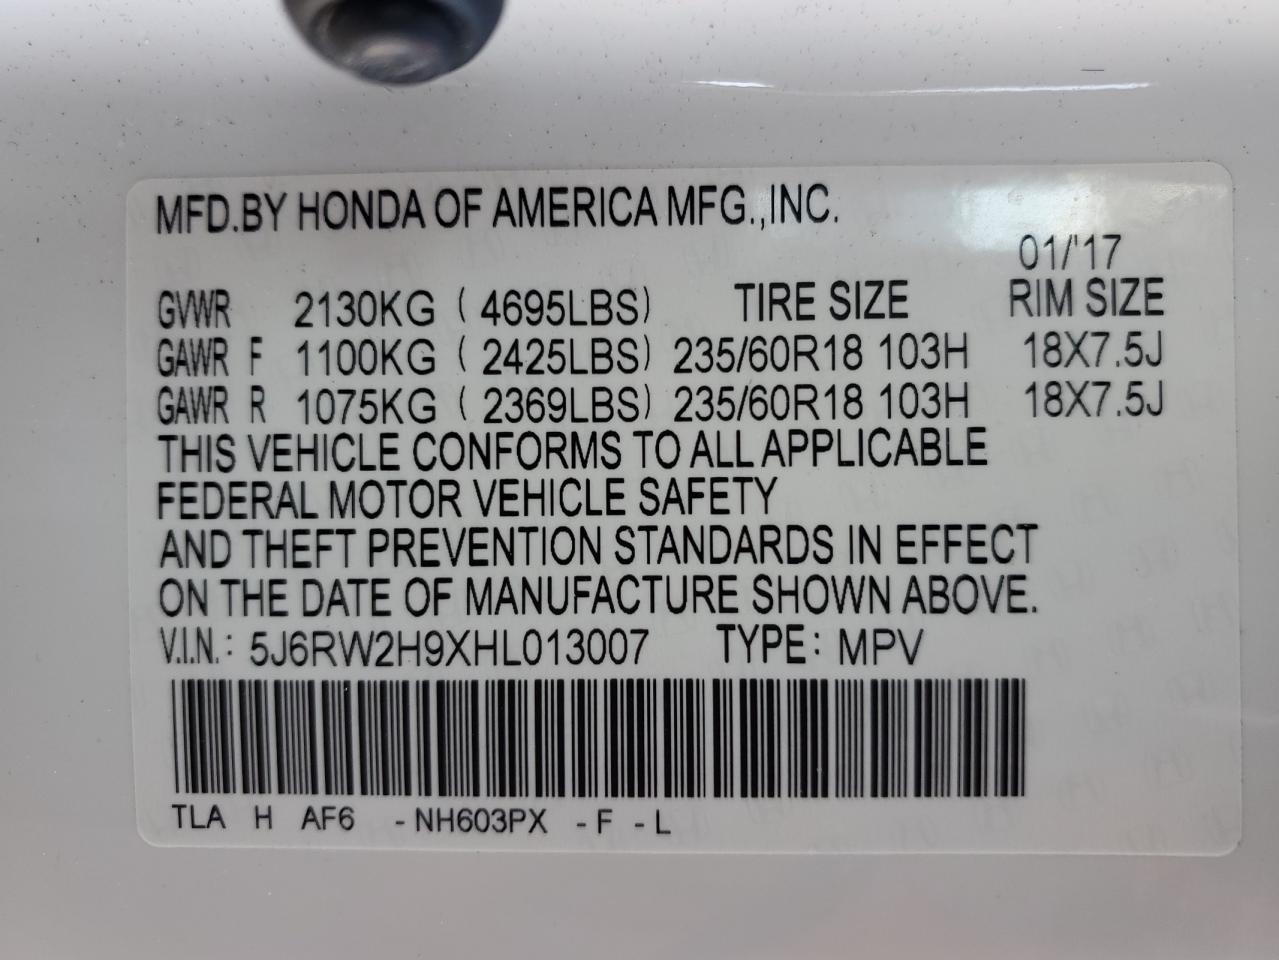 MFD.BY HONDA OF AMERICA MFG.,INC.
01/'17
GVWR 2130KG ( 4695LBS) TIRE SIZE RIM SIZE
GAWR F 1100KG ( 2425LBS) 235/60R18 103H 18X7.5J
GAWR R 1075KG ( 2369LBS) 235/60R18 103H 18X7.5J
THIS VEHICLE CONFORMS TO ALL APPLICABLE
FEDERAL MOTOR VEHICLE SAFETY
AND THEFT PREVENTION STANDARDS IN EFFECT
ON THE DATE OF MANUFACTURE SHOWN ABOVE.
V.I.N.: 5J6RW2H9XHL013007 TYPE: MPV
TLA H AF6 -NH603PX -F -L